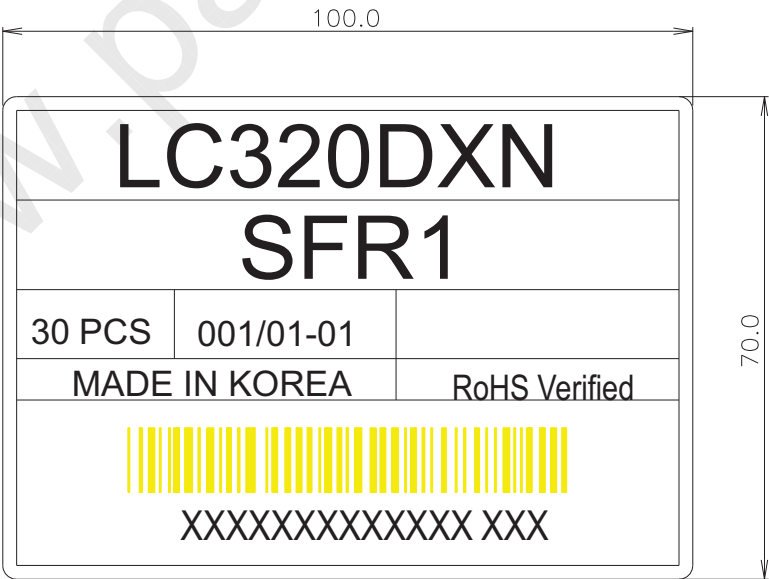 100.0
LC320DXN
SFR1
30 PCS 001/01-01
70.0
MADE IN KOREA RoHS Verified
XXXXXXXXXXXXX XXX